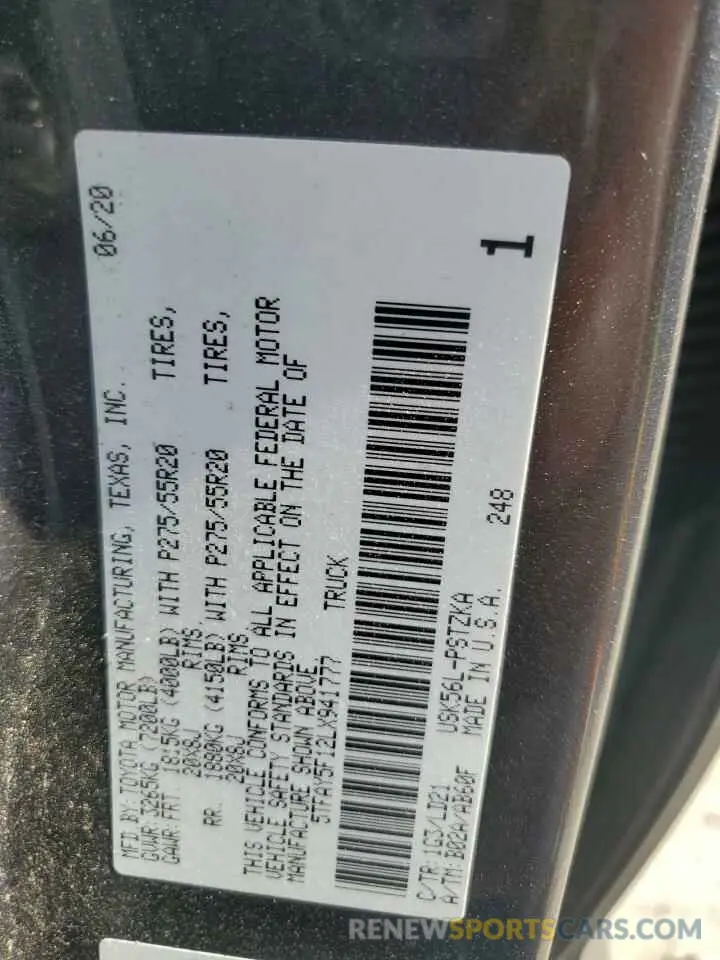 MFD. BY: TOYOTA MOTOR MANUFACTURING, TEXAS, INC. 06/20
GVWR: 3265KG (7200LB)
GAWR: FRT. 1815KG (4000LB) WITH P275/55R20 TIRES,
20X8J RIMS
RR. 1880KG (4150LB) WITH P275/55R20 TIRES,
20X8J RIMS
THIS VEHICLE CONFORMS TO ALL APPLICABLE FEDERAL MOTOR
VEHICLE SAFETY STANDARDS IN EFFECT ON THE DATE OF
MANUFACTURE SHOWN ABOVE.
5TFAY5F12LX941777 TRUCK
C/TR: 1G3/LD21 USK56L-PSTZKA
A/TM: B02A/AB60F MADE IN U.S.A. 248
1
RENEWSPORTSCARS.COM